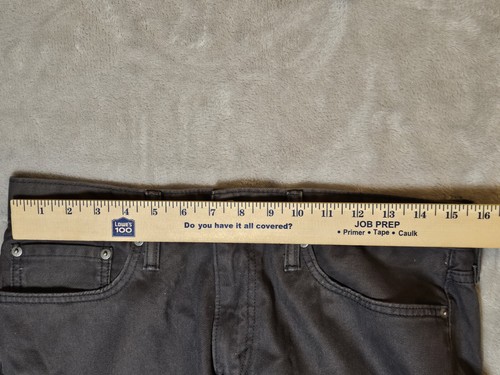 1 2 3 4 5 6 7 8 9 10 11 12 13 14 15 16
LOWE'S
100
Do you have it all covered?
JOB PREP
• Primer • Tape • Caulk